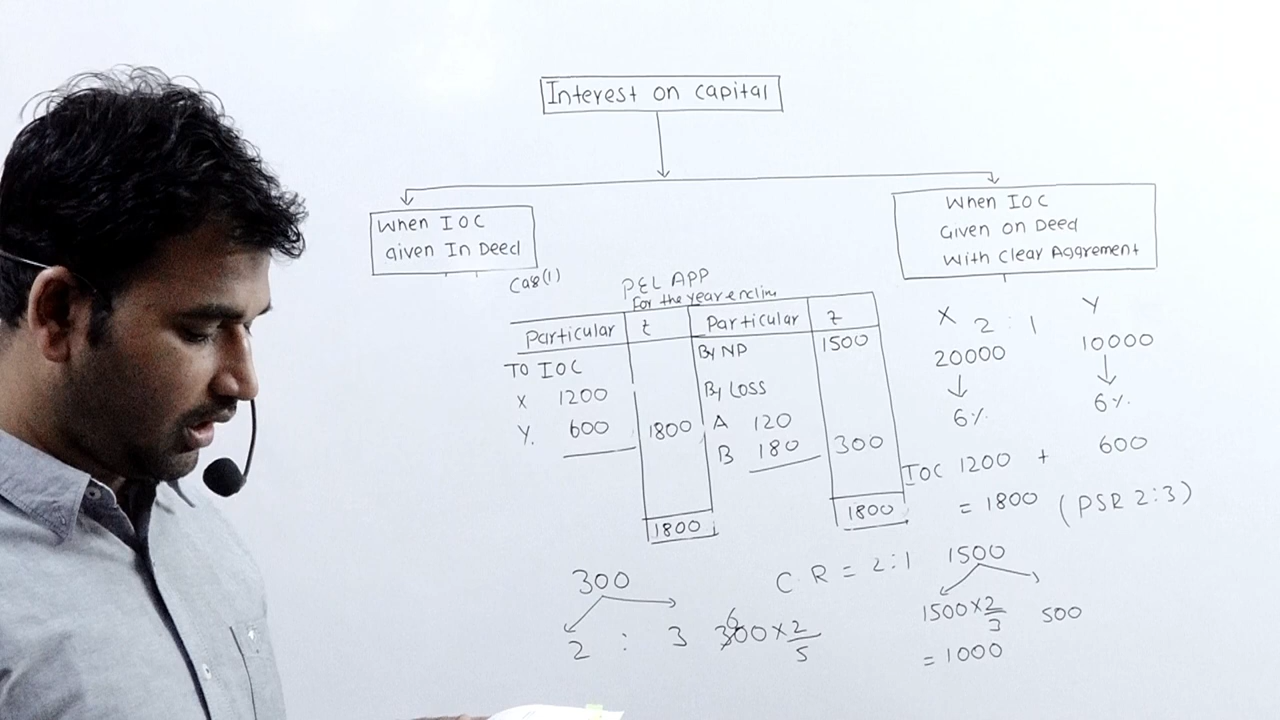 Interest on capital
When IOC
given In Deed
When IOC
Given on Deed
With Clear Aggrement
P&L APP
For the year
Particular Particular
By NP 1500
TO IOC
X 1200
Y. 600 1800
By Loss
A 120
B 180 300
1800 1800
X 2 : 1 Y
20000 10000
6% 6%.
IOC 1200 + 600
= 1800 (PSR 2:3)
300
2 : 3
300 6 × 2/5
C R = 2:1
1500
1500×2/3 500
= 1000